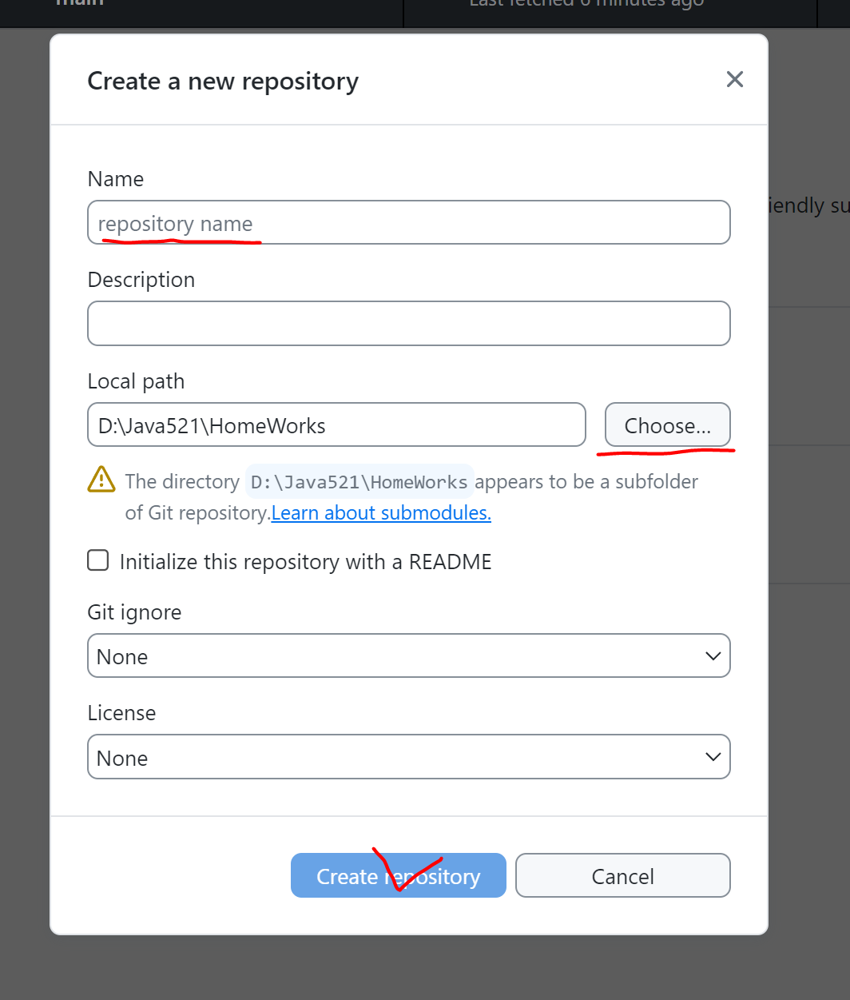 main
Last fetched 6 minutes ago
Create a new repository
Name
iendly su
repository name
Description
Local path
D:\Java521\HomeWorks
Choose...
The directory D:\Java521\HomeWorks appears to be a subfolder
of Git repository.Learn about submodules.
Initialize this repository with a README
Git ignore
None
License
None
Create repository
Cancel